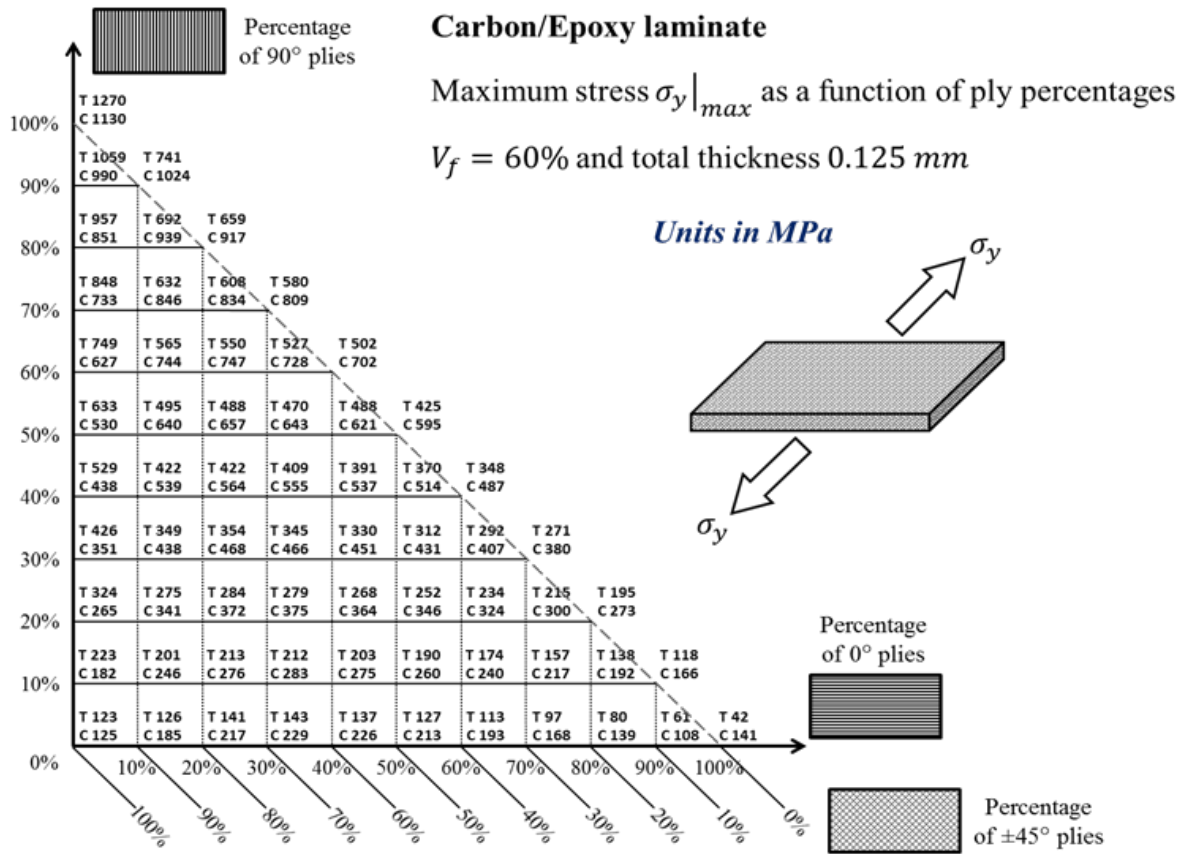 Percentage
of 90° plies
Carbon/Epoxy laminate
Maximum stress σy|max as a function of ply percentages
Vf = 60% and total thickness 0.125 mm
Units in MPa
σy
σy
T 1270
C 1130
100%
T 1059 T 741
C 990 C 1024
90%
T 957 T 692 T 659
C 851 C 939 C 917
80%
T 848 T 632 T 608 T 580
C 733 C 846 C 834 C 809
70%
T 749 T 565 T 550 T 527 T 502
C 627 C 744 C 747 C 728 C 702
60%
T 633 T 495 T 488 T 470 T 488 T 425
C 530 C 640 C 657 C 643 C 621 C 595
50%
T 529 T 422 T 422 T 409 T 391 T 370 T 348
C 438 C 539 C 564 C 555 C 537 C 514 C 487
40%
T 426 T 349 T 354 T 345 T 330 T 312 T 292 T 271
C 351 C 438 C 468 C 466 C 451 C 431 C 407 C 380
30%
T 324 T 275 T 284 T 279 T 268 T 252 T 234 T 215 T 195
C 265 C 341 C 372 C 375 C 364 C 346 C 324 C 300 C 273
20%
T 223 T 201 T 213 T 212 T 203 T 190 T 174 T 157 T 138 T 118
C 182 C 246 C 276 C 283 C 275 C 260 C 240 C 217 C 192 C 166
10%
T 123 T 126 T 141 T 143 T 137 T 127 T 113 T 97 T 80 T 61 T 42
C 125 C 185 C 217 C 229 C 226 C 213 C 193 C 168 C 139 C 108 C 141
0%
10% 20% 30% 40% 50% 60% 70% 80% 90% 100%
100% 90% 80% 70% 60% 50% 40% 30% 20% 10% 0%
Percentage
of 0° plies
Percentage
of ±45° plies